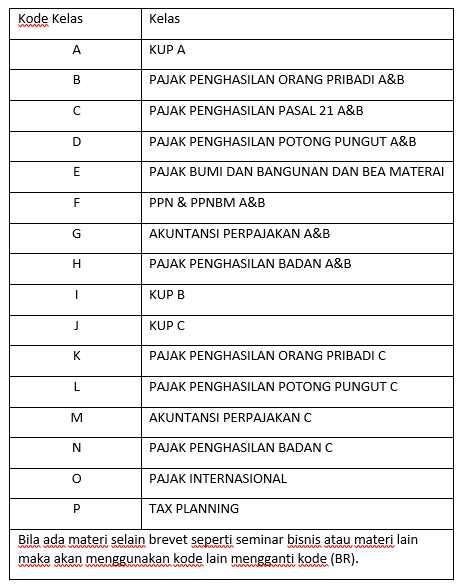 Kode Kelas Kelas
A KUP A
B PAJAK PENGHASILAN ORANG PRIBADI A&B
C PAJAK PENGHASILAN PASAL 21 A&B
D PAJAK PENGHASILAN POTONG PUNGUT A&B
E PAJAK BUMI DAN BANGUNAN DAN BEA MATERAI
F PPN & PPNBM A&B
G AKUNTANSI PERPAJAKAN A&B
H PAJAK PENGHASILAN BADAN A&B
I KUP B
J KUP C
K PAJAK PENGHASILAN ORANG PRIBADI C
L PAJAK PENGHASILAN POTONG PUNGUT C
M AKUNTANSI PERPAJAKAN C
N PAJAK PENGHASILAN BADAN C
O PAJAK INTERNASIONAL
P TAX PLANNING
Bila ada materi selain brevet seperti seminar bisnis atau materi lain
maka akan menggunakan kode lain mengganti kode (BR).